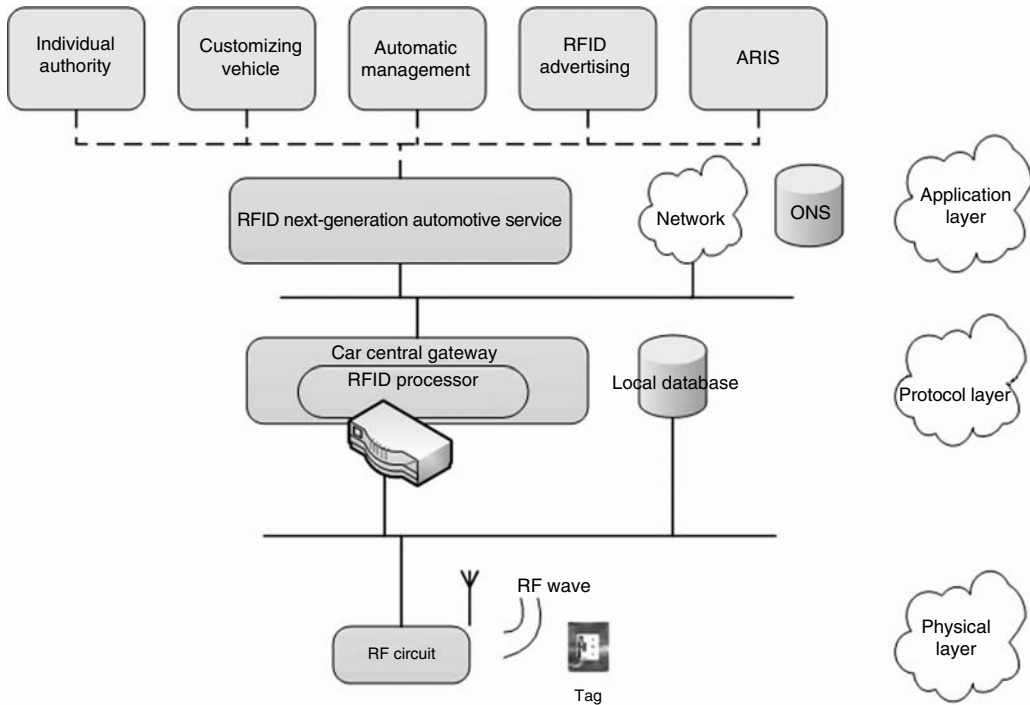 Individual
authority
Customizing
vehicle
Automatic
management
RFID
advertising
ARIS
RFID next-generation automotive service
Network
ONS
Application
layer
Car central gateway
RFID processor
Local database
Protocol layer
RF wave
RF circuit
Tag
Physical
layer